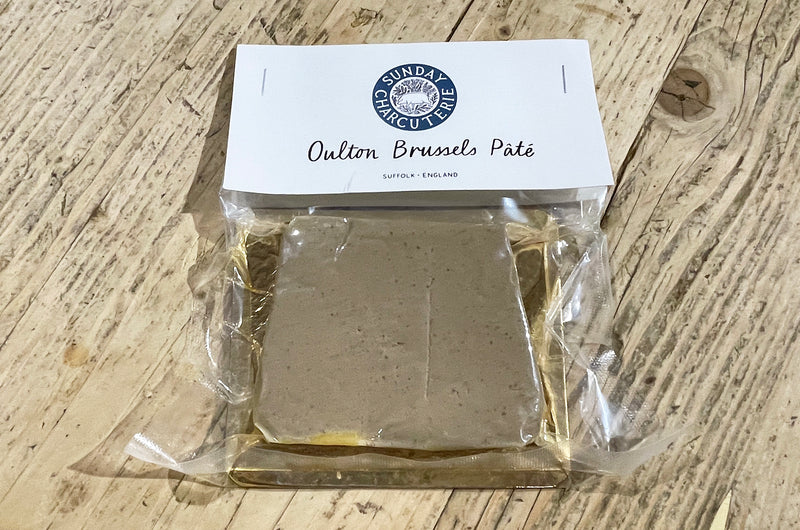 SUNDAY
CHARCUTERIE
Oulton Brussels Pâté
SUFFOLK • ENGLAND